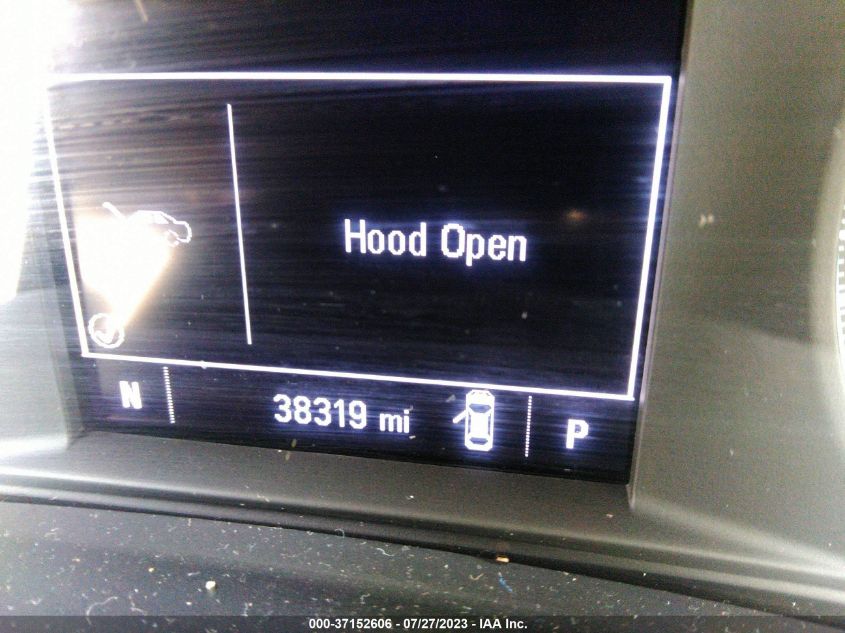 Hood Open
N 38319 mi P
000-37152606 / 07/27/2023 - IAA Inc.